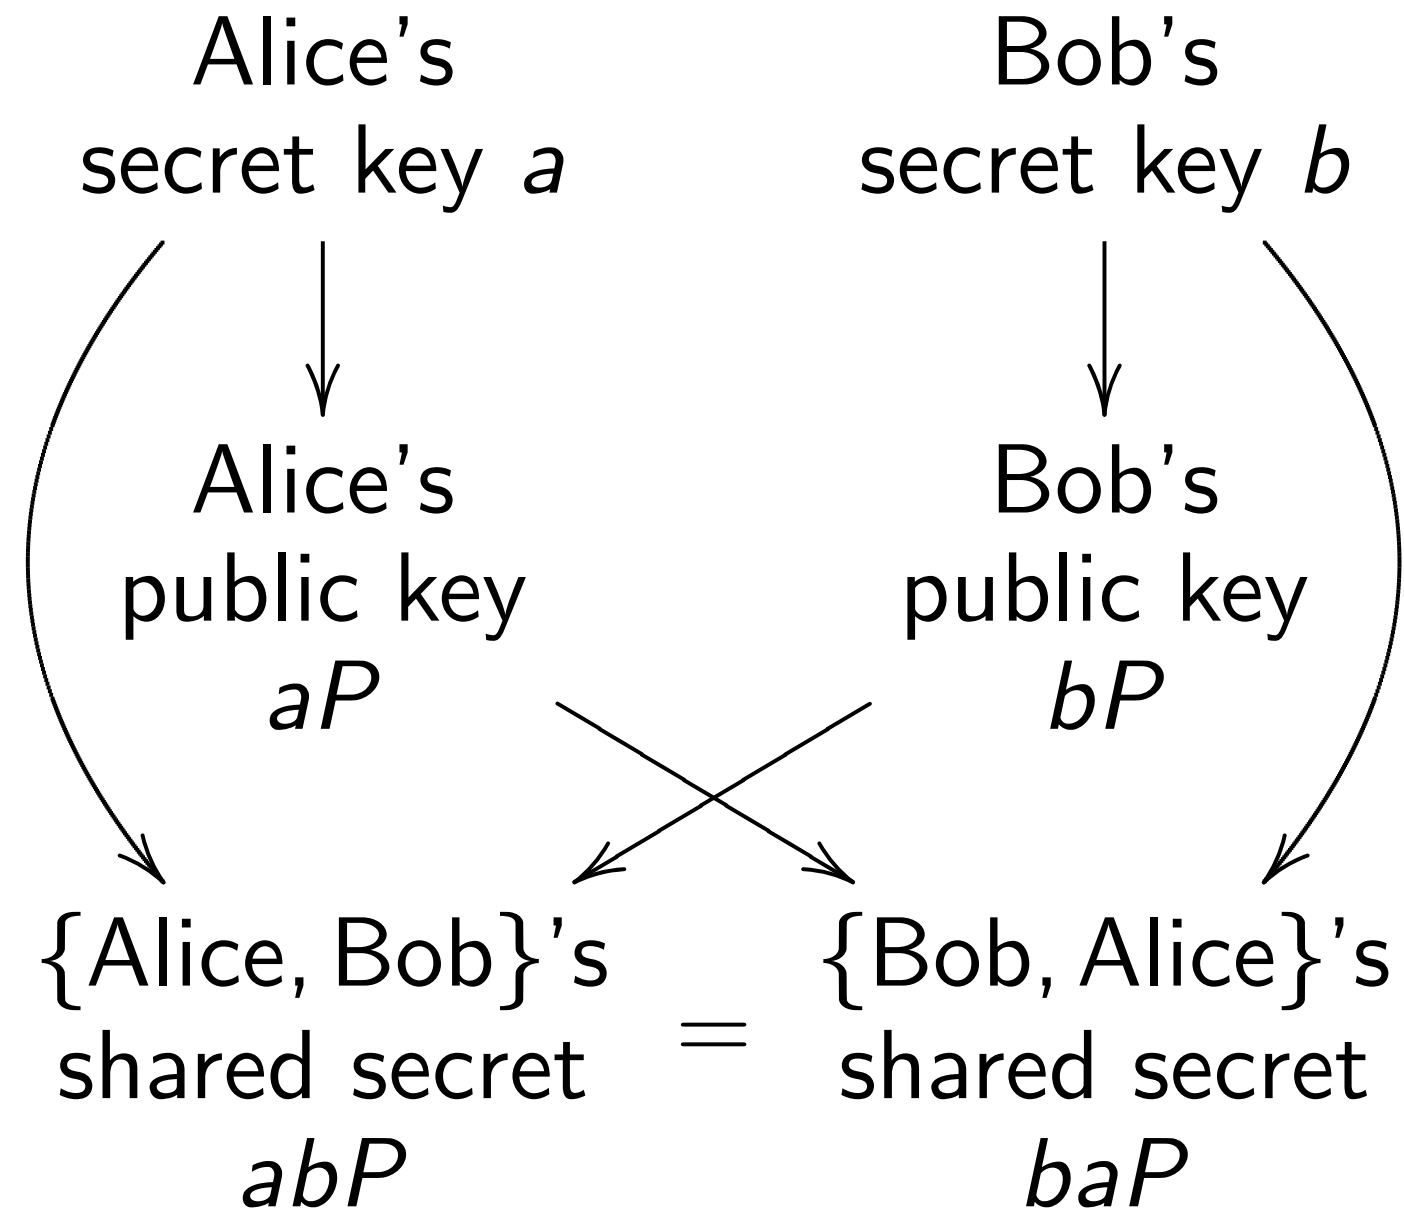 Alice’s
secret key a
Bob’s
secret key b
Alice’s
public key
aP
Bob’s
public key
bP
{Alice, Bob}’s
shared secret
abP
=
{Bob, Alice}’s
shared secret
baP